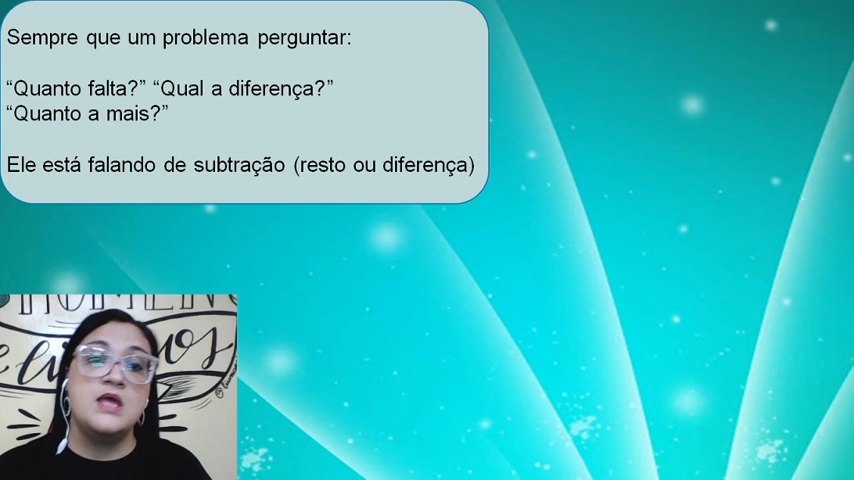 Sempre que um problema perguntar:
“Quanto falta?” “Qual a diferença?”
“Quanto a mais?”
Ele está falando de subtração (resto ou diferença)